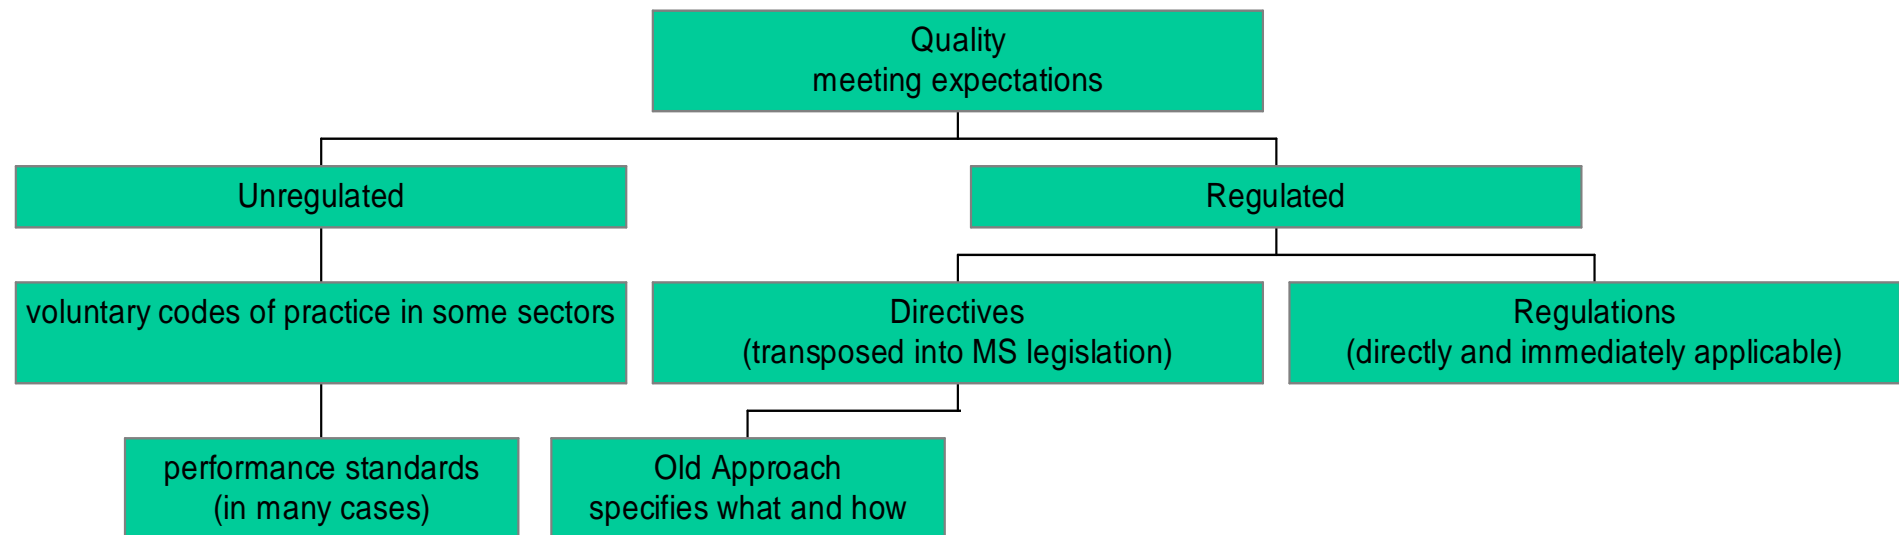 Quality
meeting expectations
Unregulated
Regulated
voluntary codes of practice in some sectors
Directives
(transposed into MS legislation)
Regulations
(directly and immediately applicable)
performance standards
(in many cases)
Old Approach
specifies what and how